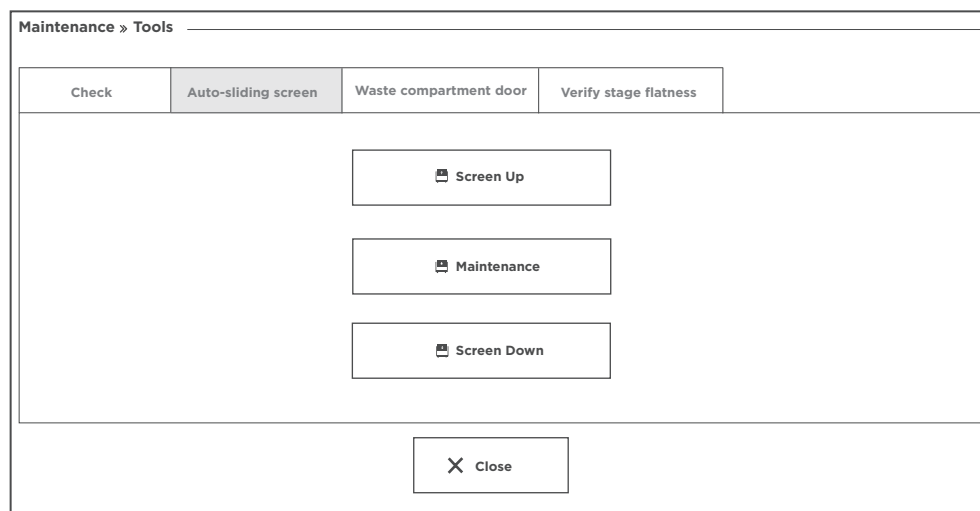 Maintenance » Tools
Check Auto-sliding screen Waste compartment door Verify stage flatness
Screen Up
Maintenance
Screen Down
Close